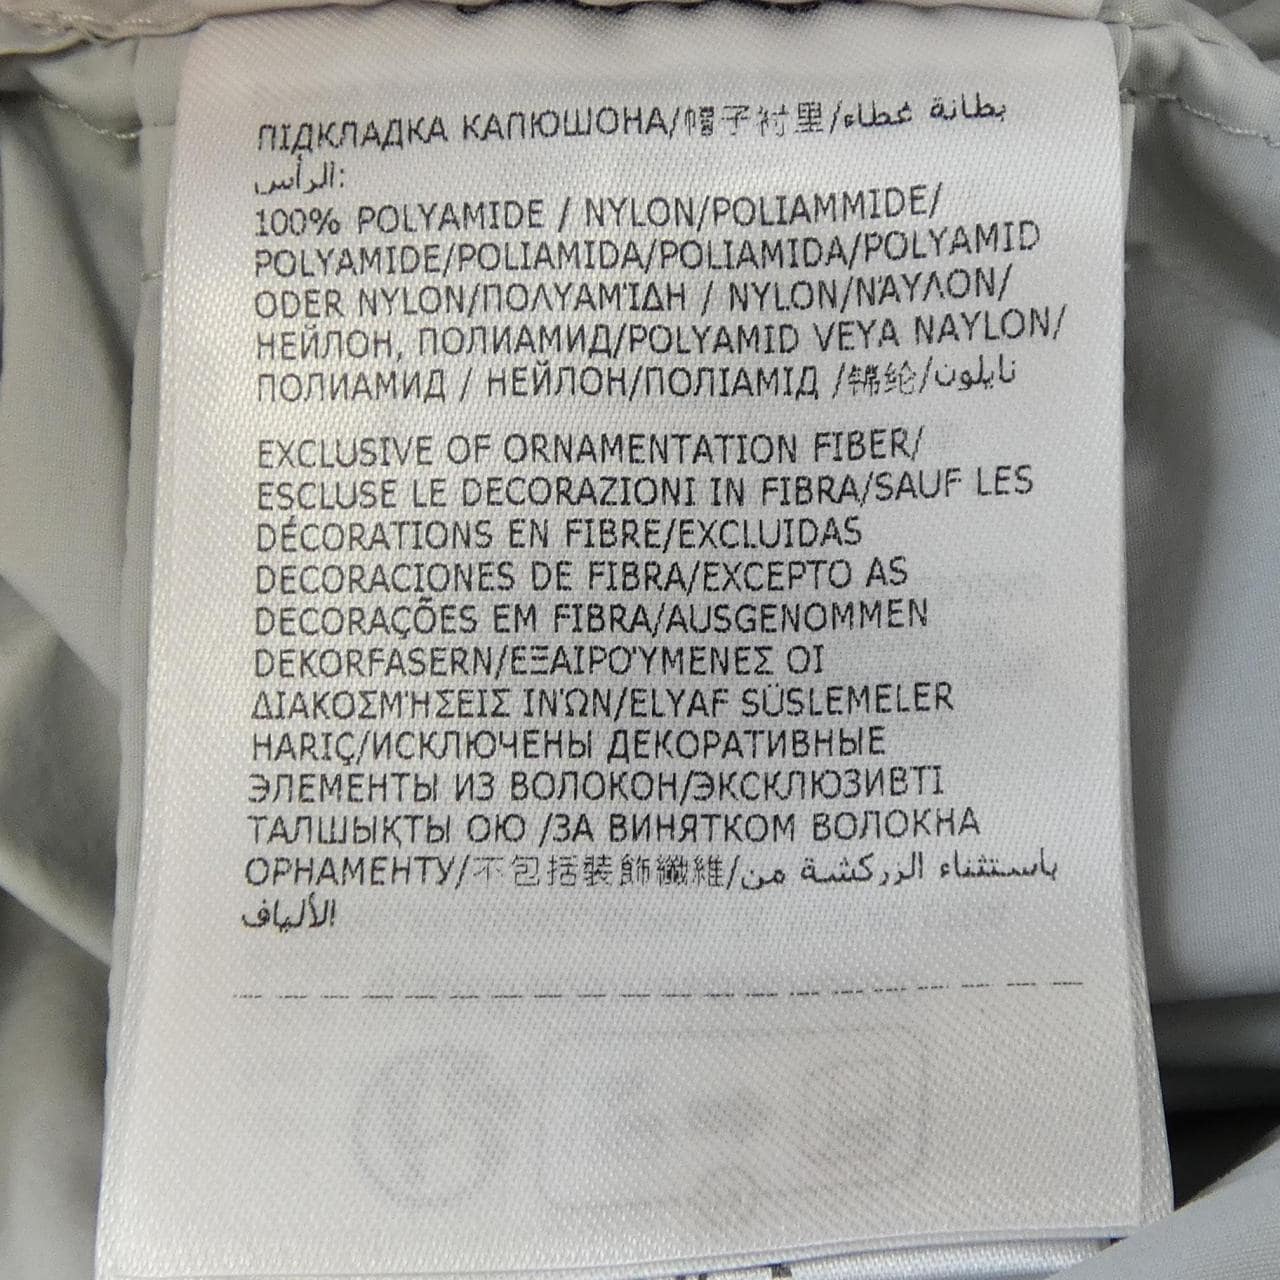 ПІДКЛАДКА КАПЮШОНА/帽子衬里/بطانة غطاء
الرأس:
100% POLYAMIDE / NYLON/POLIAMMIDE/
POLYAMIDE/POLIAMIDA/POLIAMIDA/POLYAMID
ODER NYLON/ΠΟΛΥΑΜΊΔΗ / NYLON/ΝΆΥΛΟΝ/
НЕЙЛОН, ПОЛИАМИД/POLYAMID VEYA NAYLON/
ПОЛИАМИД / НЕЙЛОН/ПОЛІАМІД /锦纶/نايلون
EXCLUSIVE OF ORNAMENTATION FIBER/
ESCLUSE LE DECORAZIONI IN FIBRA/SAUF LES
DÉCORATIONS EN FIBRE/EXCLUIDAS
DECORACIONES DE FIBRA/EXCEPTO AS
DECORAÇÕES EM FIBRA/AUSGENOMMEN
DEKORFASERN/ΕΞΑΙΡΟΎΜΕΝΕΣ ΟΙ
ΔΙΑΚΟΣΜΉΣΕΙΣ ΙΝΏΝ/ELYAF SÜSLEMELER
HARIÇ/ИСКЛЮЧЕНЫ ДЕКОРАТИВНЫЕ
ЭЛЕМЕНТЫ ИЗ ВОЛОКОН/ЭКСКЛЮЗИВТІ
ТАЛШЫҚТЫ ОЮ /ЗА ВИНЯТКОМ ВОЛОКНА
ОРНАМЕНТУ/不包括裝飾纖維/باستثناء الزركشة من
الألياف